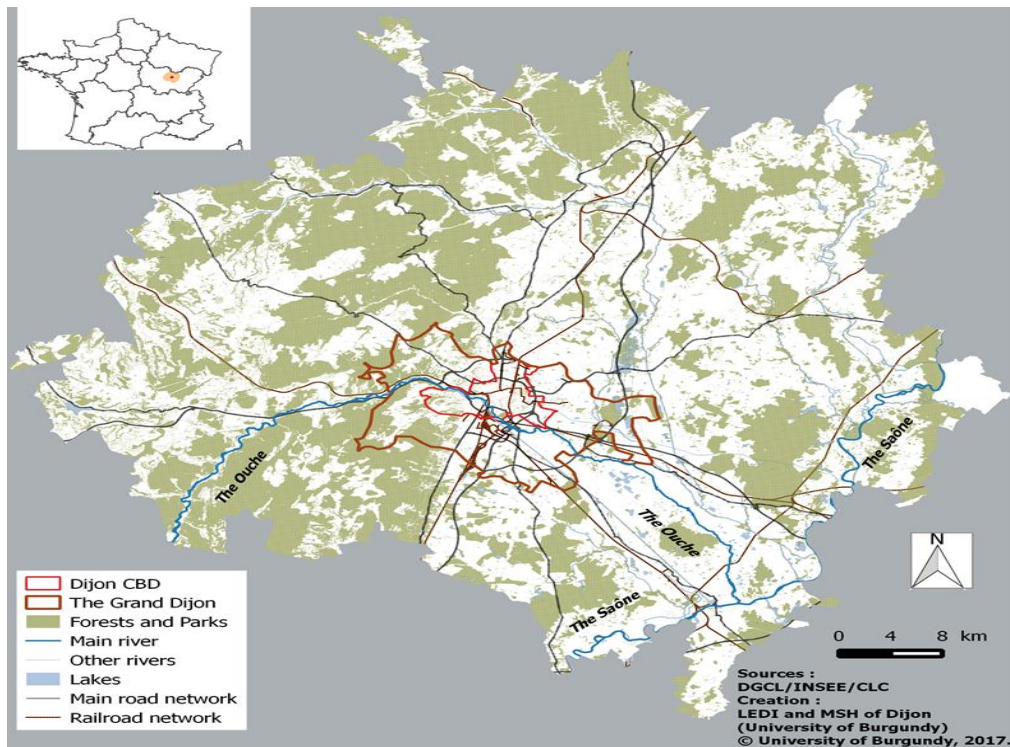 The Ouche
The Saône
The Ouche
The Saône
N
Dijon CBD
The Grand Dijon
Forests and Parks
Main river
Other rivers
Lakes
Main road network
Railroad network
0 4 8 km
Sources :
DGCL/INSEE/CLC
Creation :
LEDI and MSH of Dijon
(University of Burgundy)
© University of Burgundy, 2017.